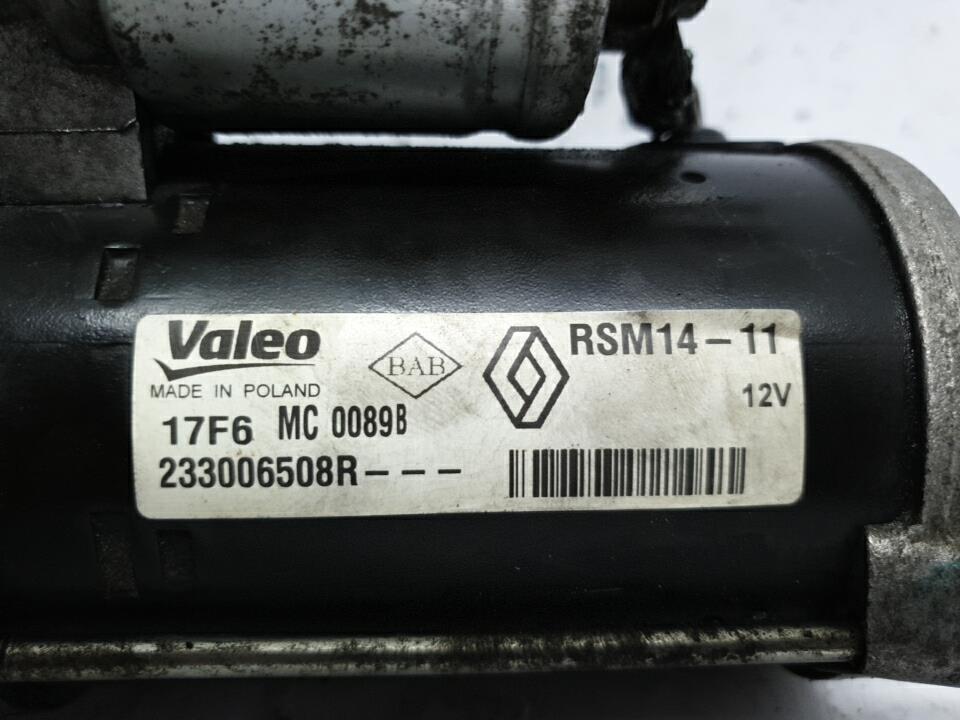 Valeo BAB RSM14-11
MADE IN POLAND 12V
17F6 MC 0089B
233006508R---